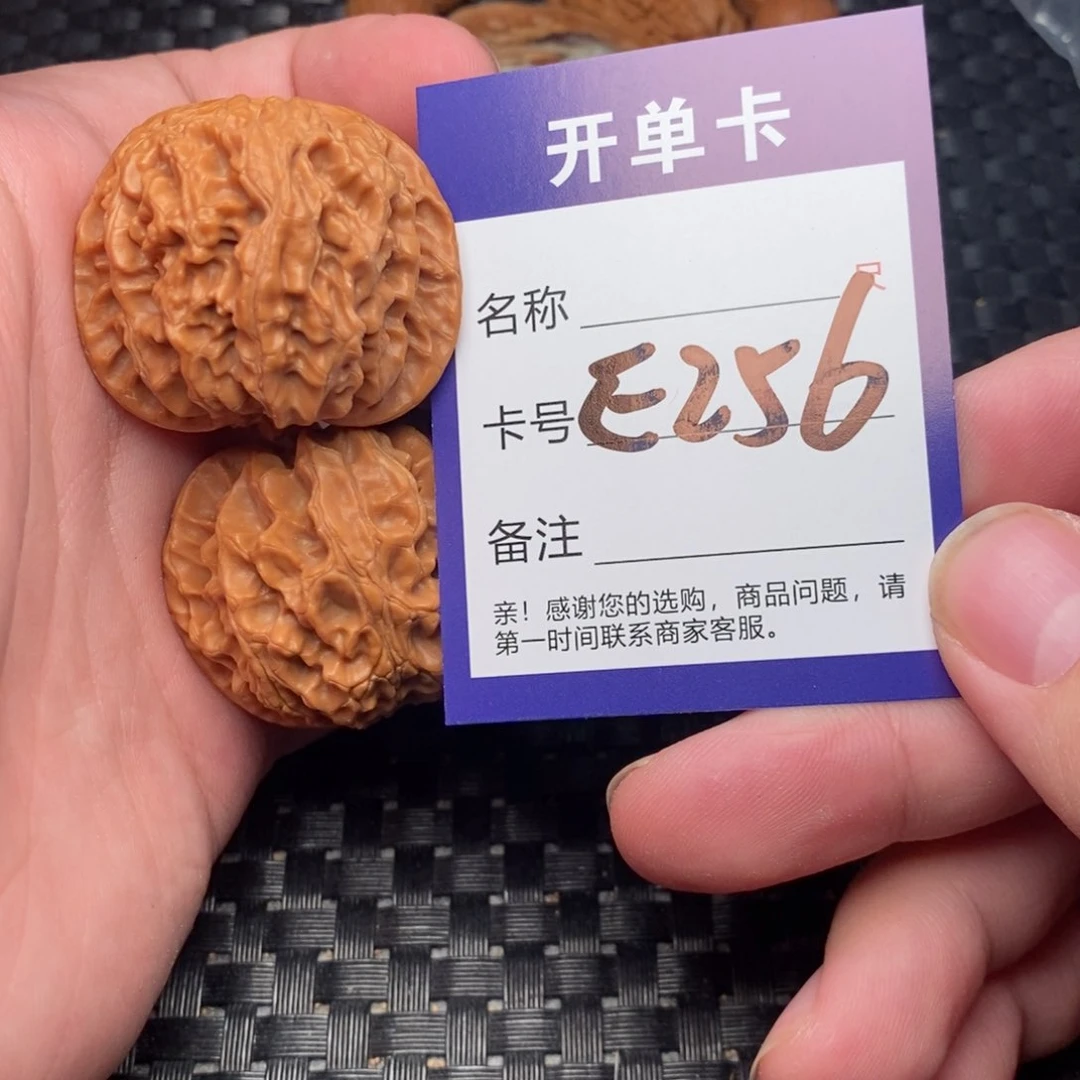 开单卡
名称
卡号 E256
备注
亲！感谢您的选购，商品问题，请
第一时间联系商家客服。